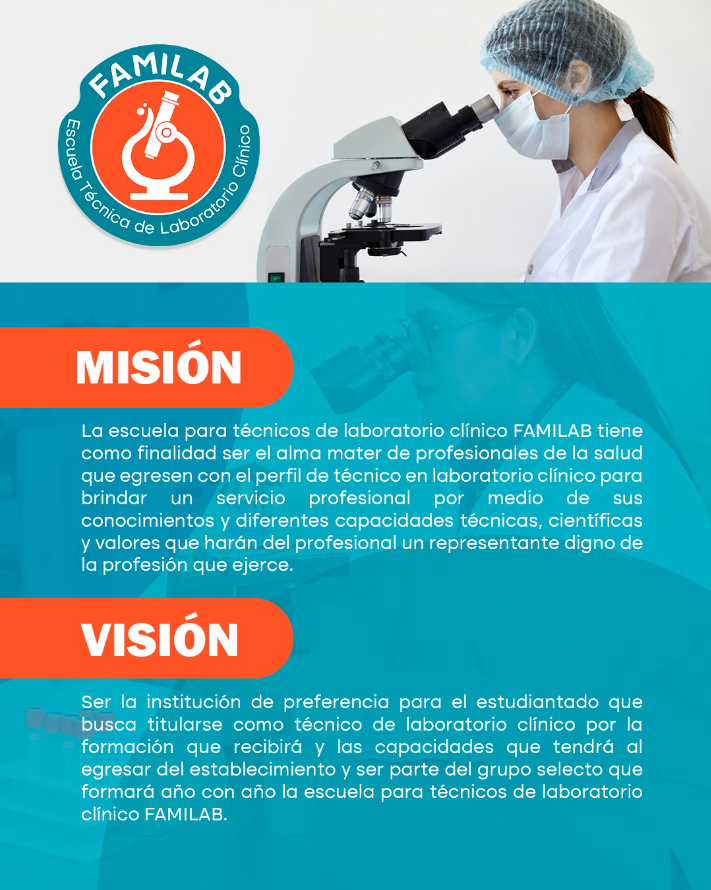 FAMILAB
Escuela Técnica de Laboratorio Clínico
MISIÓN
La escuela para técnicos de laboratorio clínico FAMILAB tiene
como finalidad ser el alma mater de profesionales de la salud
que egresen con el perfil de técnico en laboratorio clínico para
brindar un servicio profesional por medio de sus
conocimientos y diferentes capacidades técnicas, científicas
y valores que harán del profesional un representante digno de
la profesión que ejerce.
VISIÓN
Ser la institución de preferencia para el estudiantado que
busca titularse como técnico de laboratorio clínico por la
formación que recibirá y las capacidades que tendrá al
egresar del establecimiento y ser parte del grupo selecto que
formará año con año la escuela para técnicos de laboratorio
clínico FAMILAB.